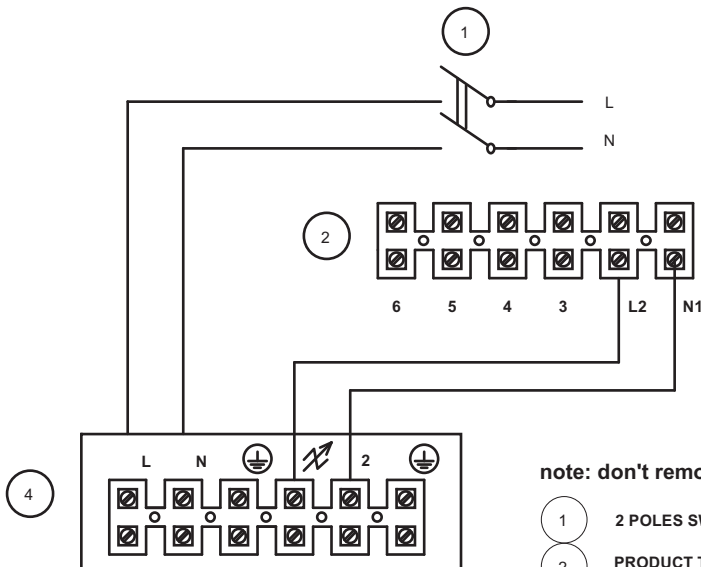 1
L
N
2
6 5 4 3 L2 N1
L N 2
4
note: don't remo
1 2 POLES SW
2 PRODUCT T